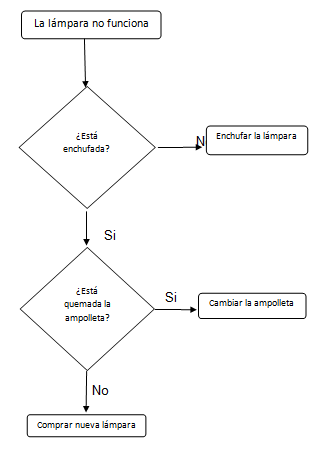 La lámpara no funciona
¿Está
enchufada?
N
Enchufar la lámpara
Si
¿Está
quemada la
ampolleta?
Si
Cambiar la ampolleta
No
Comprar nueva lámpara